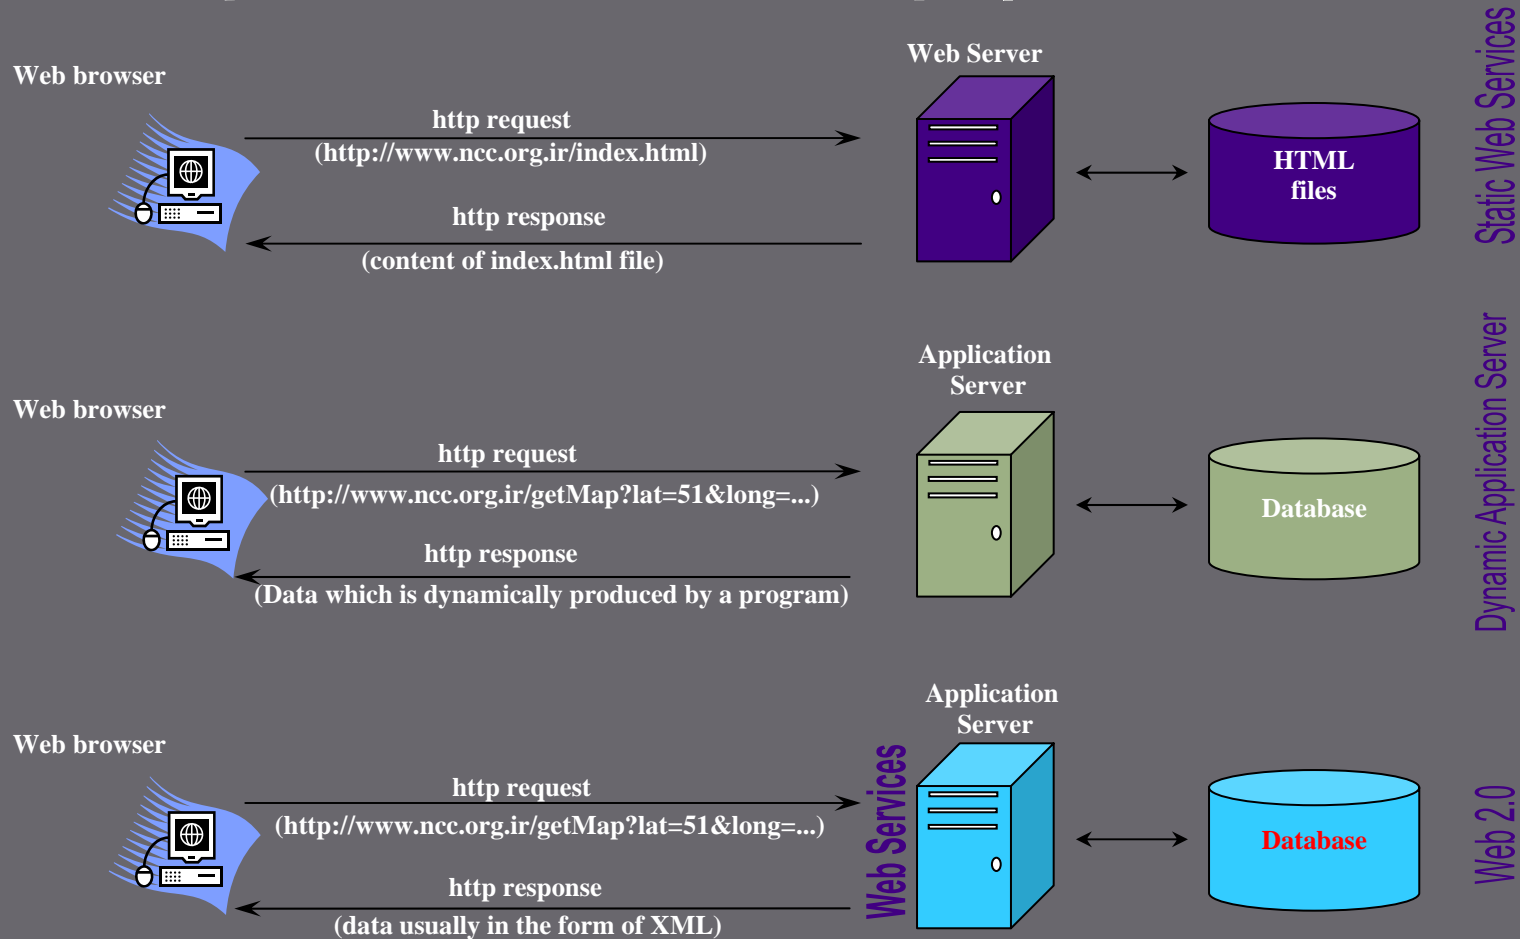 Web Server
Web browser
http request
(http://www.ncc.org.ir/index.html)
http response
(content of index.html file)
HTML
files
Static Web Services
Application
Server
Web browser
http request
(http://www.ncc.org.ir/getMap?lat=51&long=...)
http response
(Data which is dynamically produced by a program)
Database
Dynamic Application Server
Application
Server
Web browser
http request
(http://www.ncc.org.ir/getMap?lat=51&long=...)
http response
(data usually in the form of XML)
Web Services
Database
Web 2.0